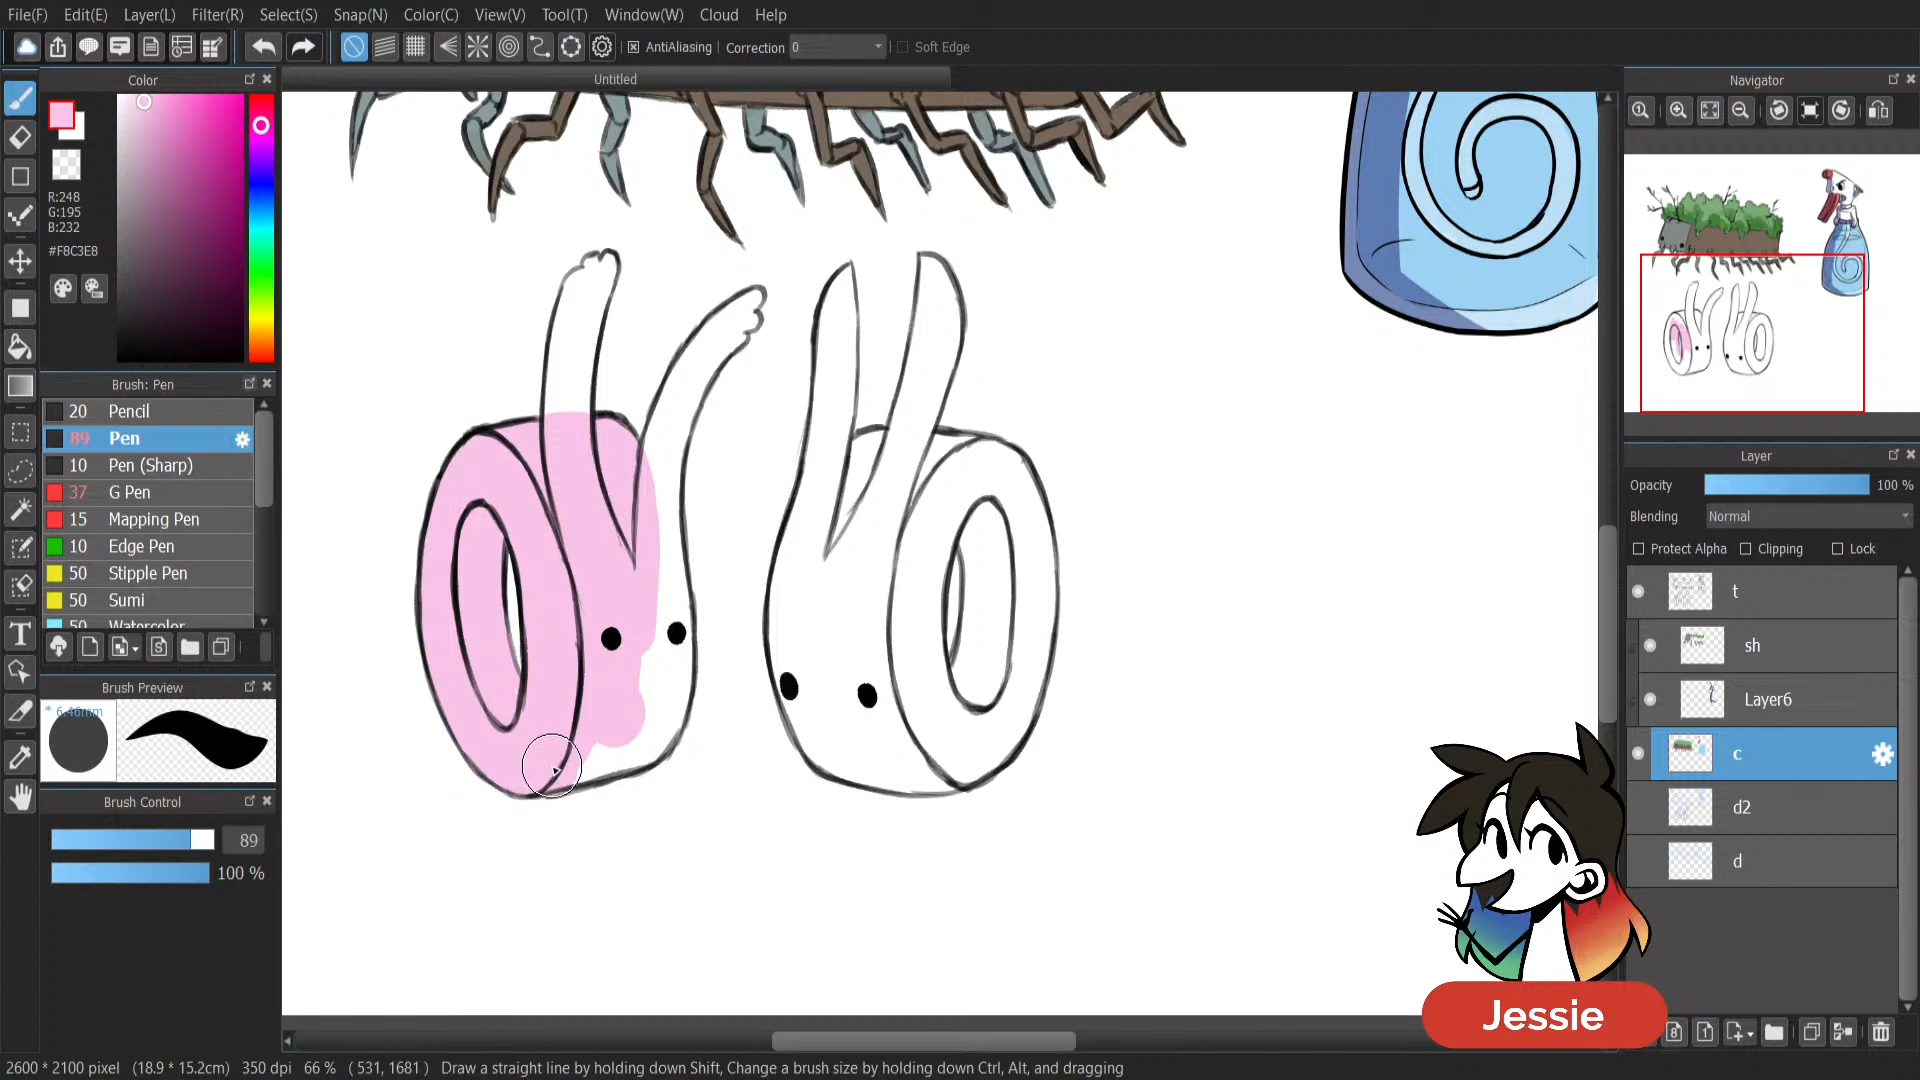 File(F) Edit(E) Layer(L) Filter(R) Select(S) Snap(N) Color(C) View(V) Tool(T) Window(W) Cloud Help
AntiAliasing Correction 0 Soft Edge
Color
Untitled
Navigator
R:248
G:195
B:232
#F8C3E8
Brush: Pen
20 Pencil
89 Pen
10 Pen (Sharp)
37 G Pen
15 Mapping Pen
10 Edge Pen
50 Stipple Pen
50 Sumi
50 Watercolor
Brush Preview
* 6.46mm
Brush Control
89
100 %
Layer
Opacity 100 %
Blending Normal
Protect Alpha Clipping Lock
t
sh
Layer6
c
d2
d
Jessie
2600 * 2100 pixel (18.9 * 15.2cm) 350 dpi 66 % ( 531, 1681 ) Draw a straight line by holding down Shift, Change a brush size by holding down Ctrl, Alt, and dragging